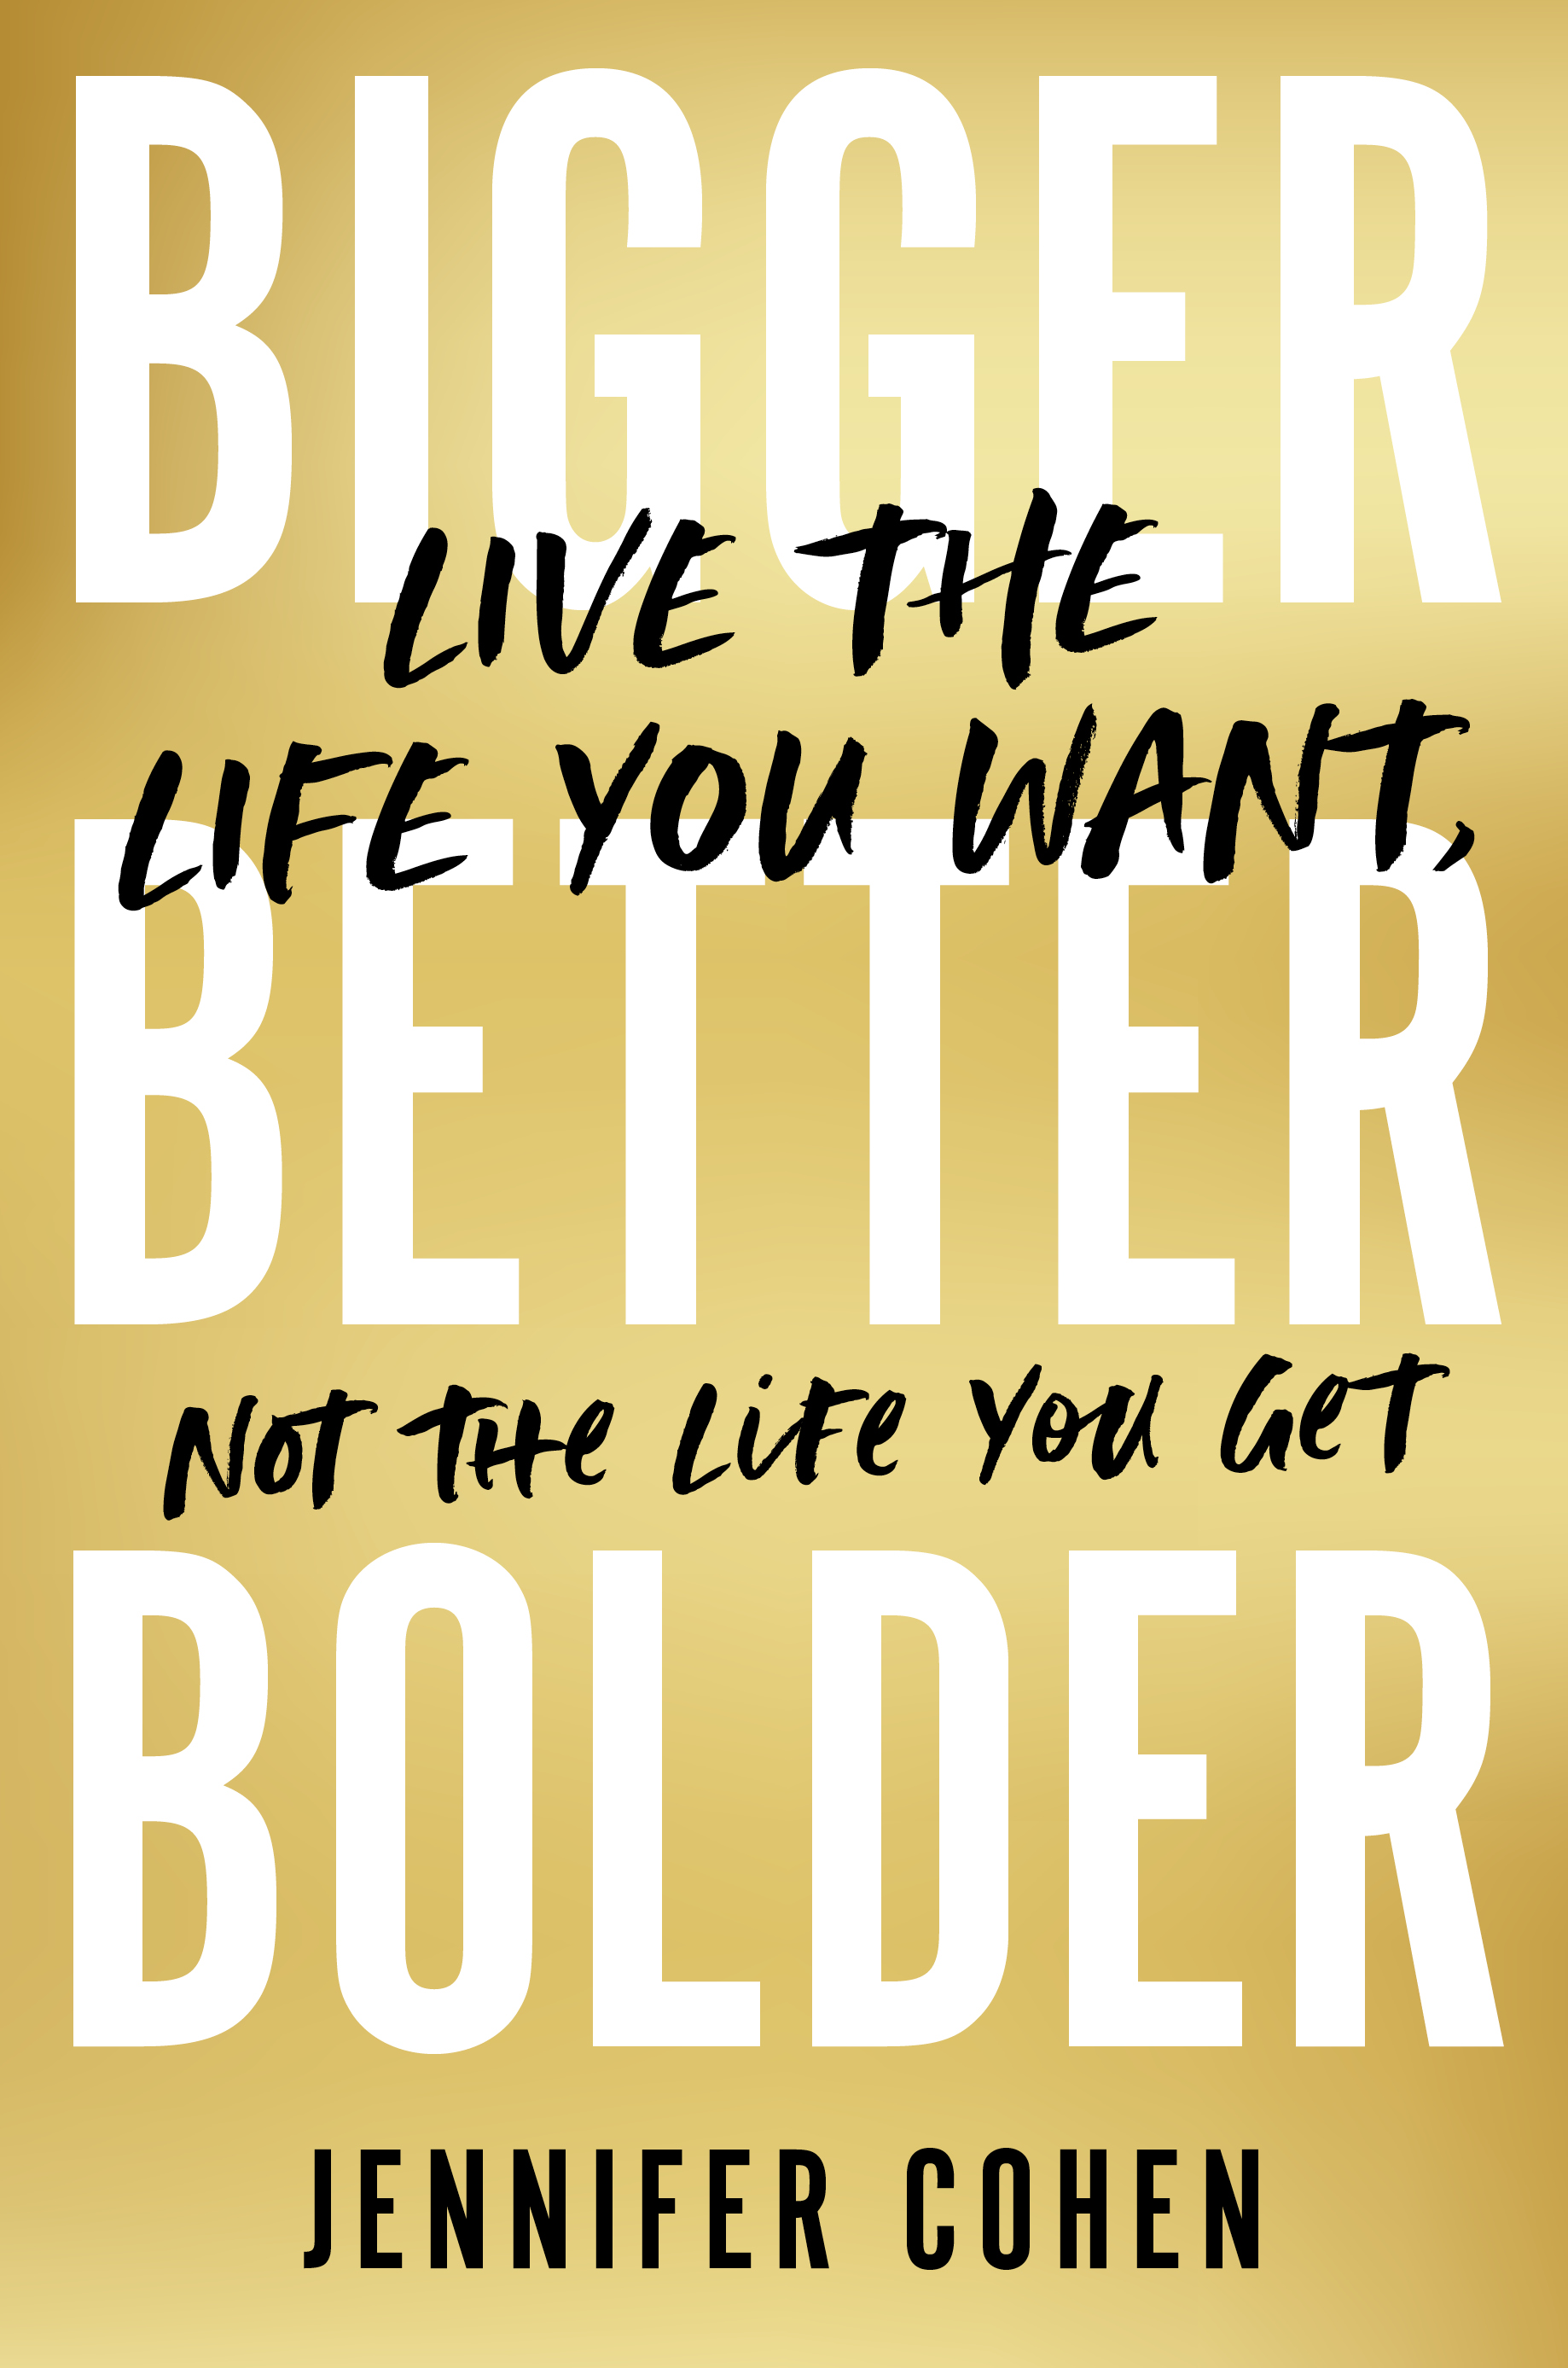 BIGGER
LIVE THE
LIFE YOU WANT,
BETTER
NOT THE LIFE YOU GET
BOLDER
JENNIFER COHEN